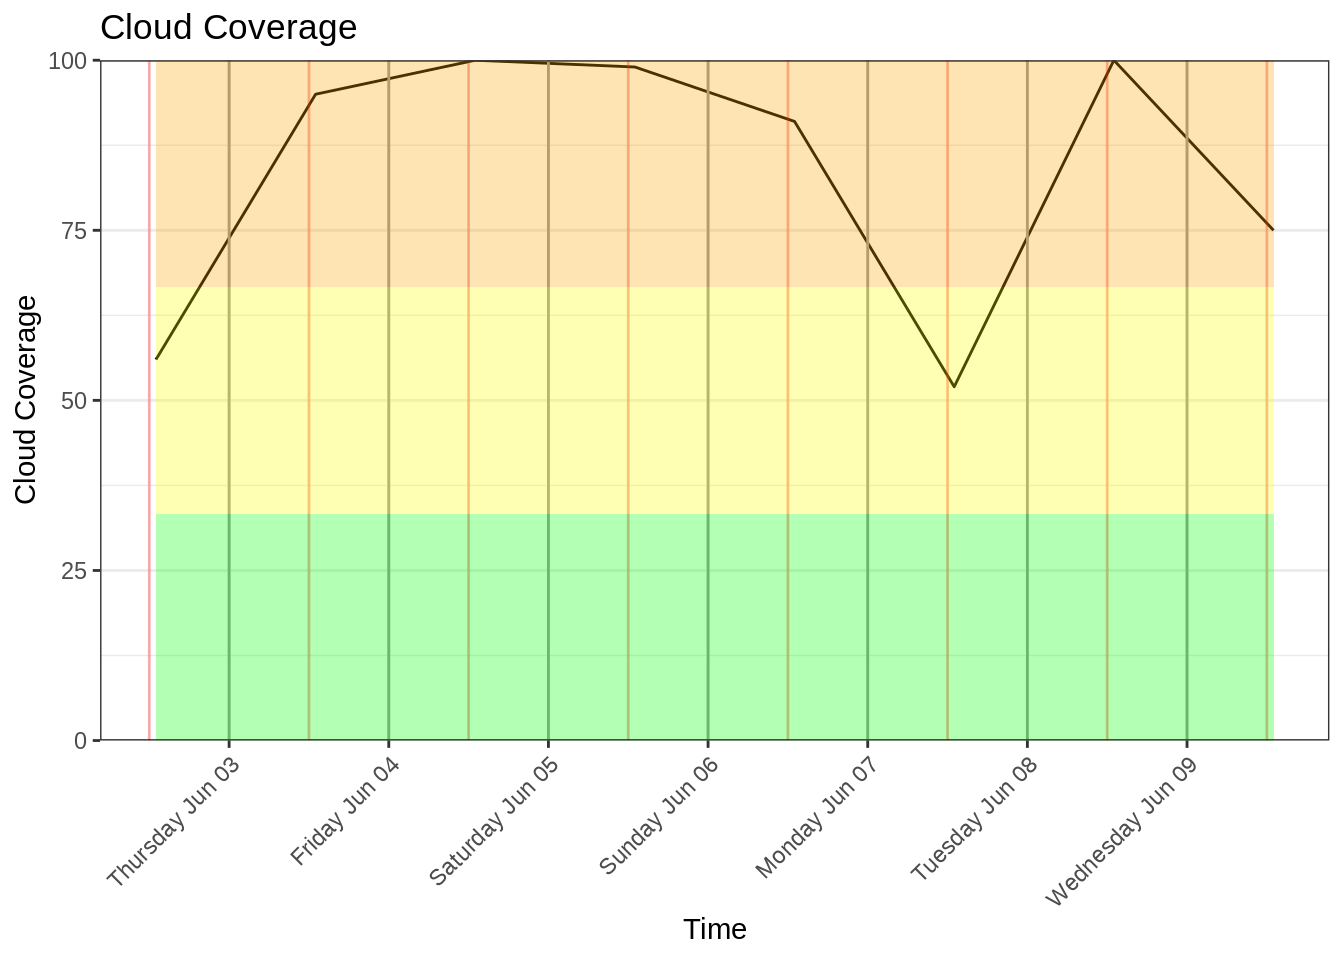 Cloud Coverage
100
75
50
25
0
Cloud Coverage
Thursday Jun 03
Friday Jun 04
Saturday Jun 05
Sunday Jun 06
Monday Jun 07
Tuesday Jun 08
Wednesday Jun 09
Time